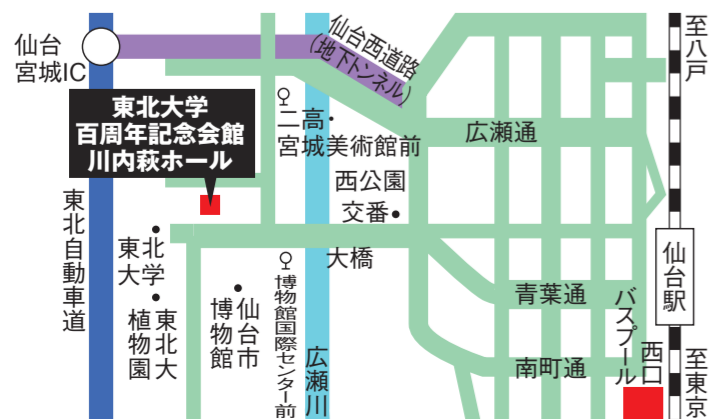 仙台
宮城IC
仙台西道路
(地下トンネル)
至八戸
東北大学
百周年記念会館
川内萩ホール
二高・
宮城美術館前
広瀬通
西公園
交番
大橋
東北自動車道
東北
大学
東北大
植物園
仙台市
博物館
博物館国際センター前
広瀬川
青葉通
南町通
仙台駅
西口
バスプール
至東京